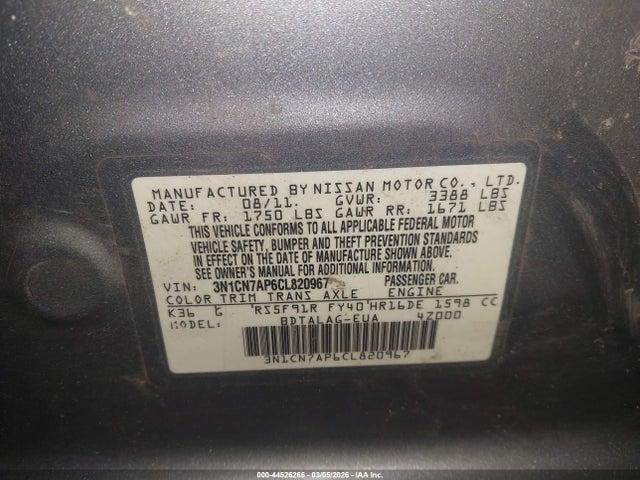 MANUFACTURED BY NISSAN MOTOR CO., LTD.
DATE: 08/11. GVWR: 3388 LBS
GAWR FR: 1750 LBS GAWR RR: 1671 LBS
THIS VEHICLE CONFORMS TO ALL APPLICABLE FEDERAL MOTOR
VEHICLE SAFETY, BUMPER AND THEFT PREVENTION STANDARDS
IN EFFECT ON THE DATE OF MANUFACTURE SHOWN ABOVE.
SEE OWNER'S MANUAL FOR ADDITIONAL INFORMATION.
VIN: 3N1CN7AP6CL820967 PASSENGER CAR.
COLOR TRIM TRANS AXLE ENGINE
K36 G RS5F91R FY40 HR16DE 1598 CC
BDTALAG-EUA 4Z000
3N1CN7AP6CL820967
000-44526266 - 03/05/2026 - IAA Inc.